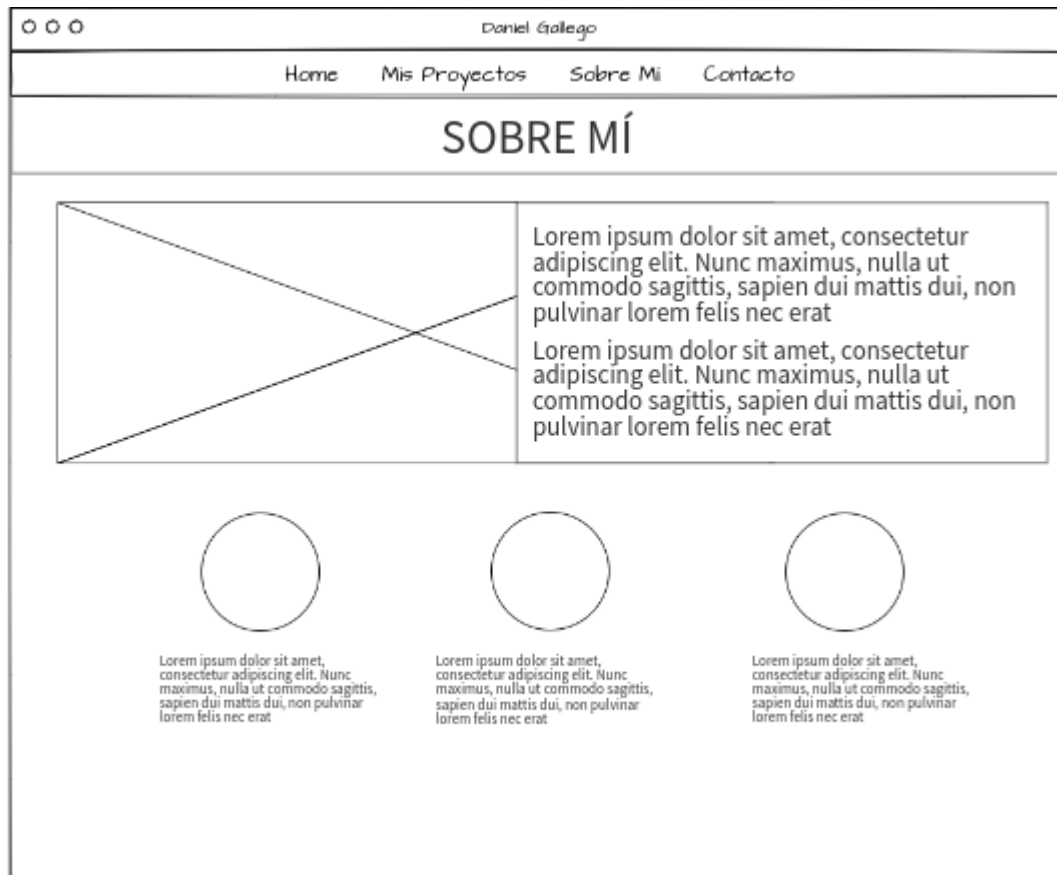 Daniel Gallego
Home Mis Proyectos Sobre Mi Contacto
SOBRE MÍ
Lorem ipsum dolor sit amet, consectetur
adipiscing elit. Nunc maximus, nulla ut
commodo sagittis, sapien dui mattis dui, non
pulvinar lorem felis nec erat
Lorem ipsum dolor sit amet, consectetur
adipiscing elit. Nunc maximus, nulla ut
commodo sagittis, sapien dui mattis dui, non
pulvinar lorem felis nec erat
Lorem ipsum dolor sit amet,
consectetur adipiscing elit. Nunc
maximus, nulla ut commodo sagittis,
sapien dui mattis dui, non pulvinar
lorem felis nec erat
Lorem ipsum dolor sit amet,
consectetur adipiscing elit. Nunc
maximus, nulla ut commodo sagittis,
sapien dui mattis dui, non pulvinar
lorem felis nec erat
Lorem ipsum dolor sit amet,
consectetur adipiscing elit. Nunc
maximus, nulla ut commodo sagittis,
sapien dui mattis dui, non pulvinar
lorem felis nec erat